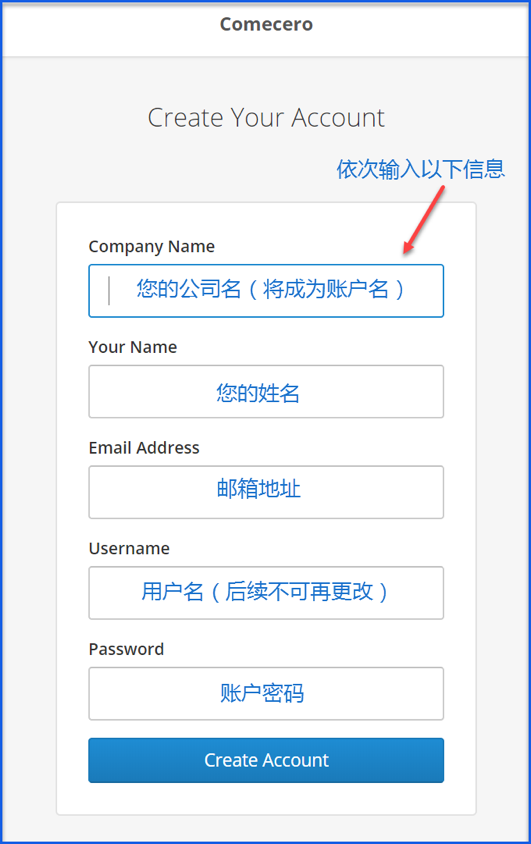 Comecero
Create Your Account
依次输入以下信息
Company Name
您的公司名（将成为账户名）
Your Name
您的姓名
Email Address
邮箱地址
Username
用户名（后续不可再更改）
Password
账户密码
Create Account